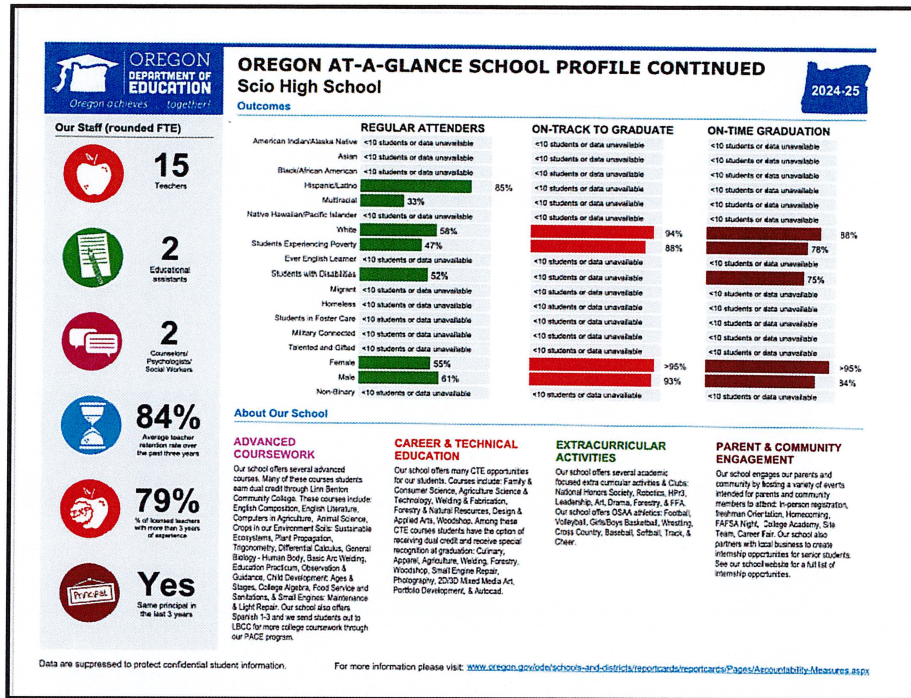 OREGON
DEPARTMENT OF
EDUCATION
Oregon achieves together!
OREGON AT-A-GLANCE SCHOOL PROFILE CONTINUED
Scio High School
2024-25
Outcomes
Our Staff (rounded FTE)
15
Teachers
2
Educational
assistants
2
Counselors/
Psychologists/
Social Workers
84%
Average teacher
retention rate over
the past three years
EXP
79%
% of licensed teachers
with more than 3 years
of experience
Principal
Yes
Same principal in
the last 3 years
REGULAR ATTENDERS ON-TRACK TO GRADUATE ON-TIME GRADUATION
American Indian/Alaska Native <10 students or data unavailable <10 students or data unavailable <10 students or data unavailable
Asian <10 students or data unavailable <10 students or data unavailable <10 students or data unavailable
Black/African American <10 students or data unavailable <10 students or data unavailable <10 students or data unavailable
Hispanic/Latino 85% <10 students or data unavailable <10 students or data unavailable
Multiracial 33% <10 students or data unavailable <10 students or data unavailable
Native Hawaiian/Pacific Islander <10 students or data unavailable <10 students or data unavailable <10 students or data unavailable
White 58% 94% 88%
Students Experiencing Poverty 47% 88% 78%
Ever English Learner <10 students or data unavailable <10 students or data unavailable <10 students or data unavailable
Students with Disabilities 52% <10 students or data unavailable 75%
Migrant <10 students or data unavailable <10 students or data unavailable <10 students or data unavailable
Homeless <10 students or data unavailable <10 students or data unavailable <10 students or data unavailable
Students in Foster Care <10 students or data unavailable <10 students or data unavailable <10 students or data unavailable
Military Connected <10 students or data unavailable <10 students or data unavailable <10 students or data unavailable
Talented and Gifted <10 students or data unavailable <10 students or data unavailable <10 students or data unavailable
Female 55% >95% >95%
Male 61% 93% 84%
Non-Binary <10 students or data unavailable <10 students or data unavailable <10 students or data unavailable
About Our School
ADVANCED
COURSEWORK
Our school offers several advanced
courses. Many of these courses students
earn dual credit through Linn Benton
Community College. These courses include:
English Composition, English Literature,
Computers in Agriculture, Animal Science,
Crops in our Environment Soils: Sustainable
Ecosystems, Plant Propagation,
Trigonometry, Differential Calculus, General
Biology - Human Body, Basic Arc Welding,
Education Practicum, Observation &
Guidance, Child Development: Ages &
Stages, College Algebra, Food Service and
Sanitations, & Small Engines: Maintenance
& Light Repair. Our school also offers
Spanish 1-3 and we send students out to
LBCC for more college coursework through
our PACE program.
CAREER & TECHNICAL
EDUCATION
Our school offers many CTE opportunities
for our students. Courses include: Family &
Consumer Science, Agriculture Science &
Technology, Welding & Fabrication,
Forestry & Natural Resources, Design &
Applied Arts, Woodshop. Among these
CTE courses students have the option of
receiving dual credit and receive special
recognition at graduation: Culinary,
Apparel, Agriculture, Welding, Forestry,
Woodshop, Small Engine Repair,
Photography, 2D/3D Mixed Media Art,
Portfolio Development, & Autocad.
EXTRACURRICULAR
ACTIVITIES
Our school offers several academic
focused extra curricular activities & Clubs:
National Honors Society, Robotics, HPr3,
Leadership, Art, Drama, Forestry, & FFA.
Our school offers OSAA athletics: Football,
Volleyball, Girls/Boys Basketball, Wrestling,
Cross Country, Baseball, Softball, Track, &
Cheer.
PARENT & COMMUNITY
ENGAGEMENT
Our school engages our parents and
community by hosting a variety of events
intended for parents and community
members to attend: In-person registration,
freshman Orientation, Homecoming,
FAFSA Night, College Academy, Site
Team, Career Fair. Our school also
partners with local business to create
internship opportunities for senior students.
See our school website for a full list of
internship opportunities.
Data are suppressed to protect confidential student information.
For more information please visit: www.oregon.gov/ode/schools-and-districts/reportcards/reportcards/Pages/Accountability-Measures.aspx